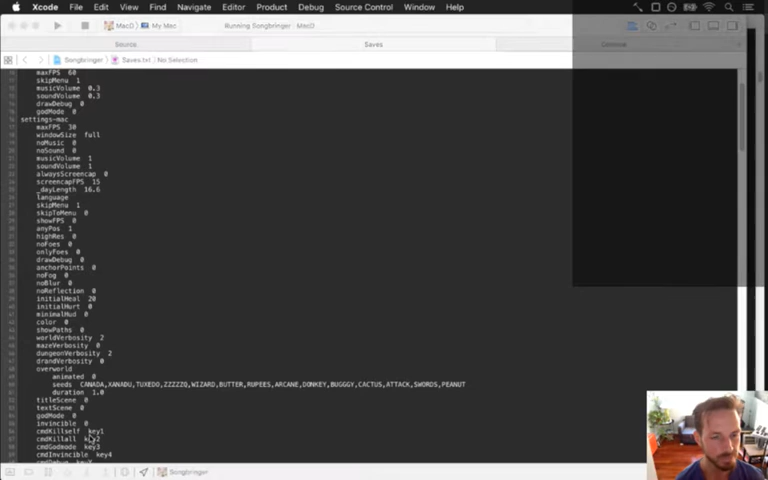 Xcode File Edit View Find Navigate Editor Product Debug Source Control Window Help
MacD My Mac Running Songbringer : MacD
Source Saves Continue
Songbringer Saves.txt No Selection
maxFPS 60
skipMenu 1
musicVolume 0.3
soundVolume 0.3
drawDebug 0
godMode 0
settings-mac
maxFPS 30
windowSize full
noMusic 0
noSound 0
musicVolume 1
soundVolume 1
alwaysScreencap 0
screencapFPS 15
_dayLength 16.6
language
skipMenu 1
skipToMenu 0
showFPS 0
anyPos 1
highRes 0
noFoes 0
onlyFoes 0
drawDebug 0
anchorPoints 0
noFog 0
noBlur 0
noReflection 0
initialHeal 20
initialHurt 0
minimalHud 0
color 0
showPaths 0
worldVerbosity 2
mazeVerbosity 0
dungeonVerbosity 2
drandVerbosity 0
overworld
animated 0
seeds CANADA,XANADU,TUXEDO,ZZZZZQ,WIZARD,BUTTER,RUPEES,ARCANE,DONKEY,BUGGGY,CACTUS,ATTACK,SWORDS,PEANUT
duration 1.0
titleScene 0
textScene 0
godMode 0
invincible 0
cmdKillself key1
cmdKillall key2
cmdGodmode key3
cmdInvincible key4
cmdDebug keyY
Songbringer